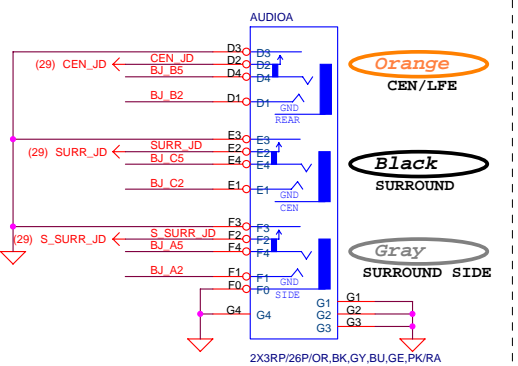 AUDIOA
D3 D3
(29) CEN_JD CEN_JD D2 D2
BJ_B5 D4 D4
BJ_B2 D1 D1
GND
REAR
Orange
CEN/LFE
E3 E3
(29) SURR_JD SURR_JD E2 E2
BJ_C5 E4 E4
BJ_C2 E1 E1
GND
CEN
Black
SURROUND
F3 F3
(29) S_SURR_JD S_SURR_JD F2 F2
BJ_A5 F4 F4
BJ_A2 F1 F1
GND
F0 F0
SIDE
Gray
SURROUND SIDE
G4 G4
G1 G1
G2 G2
G3 G3
2X3RP/26P/OR,BK,GY,BU,GE,PK/RA